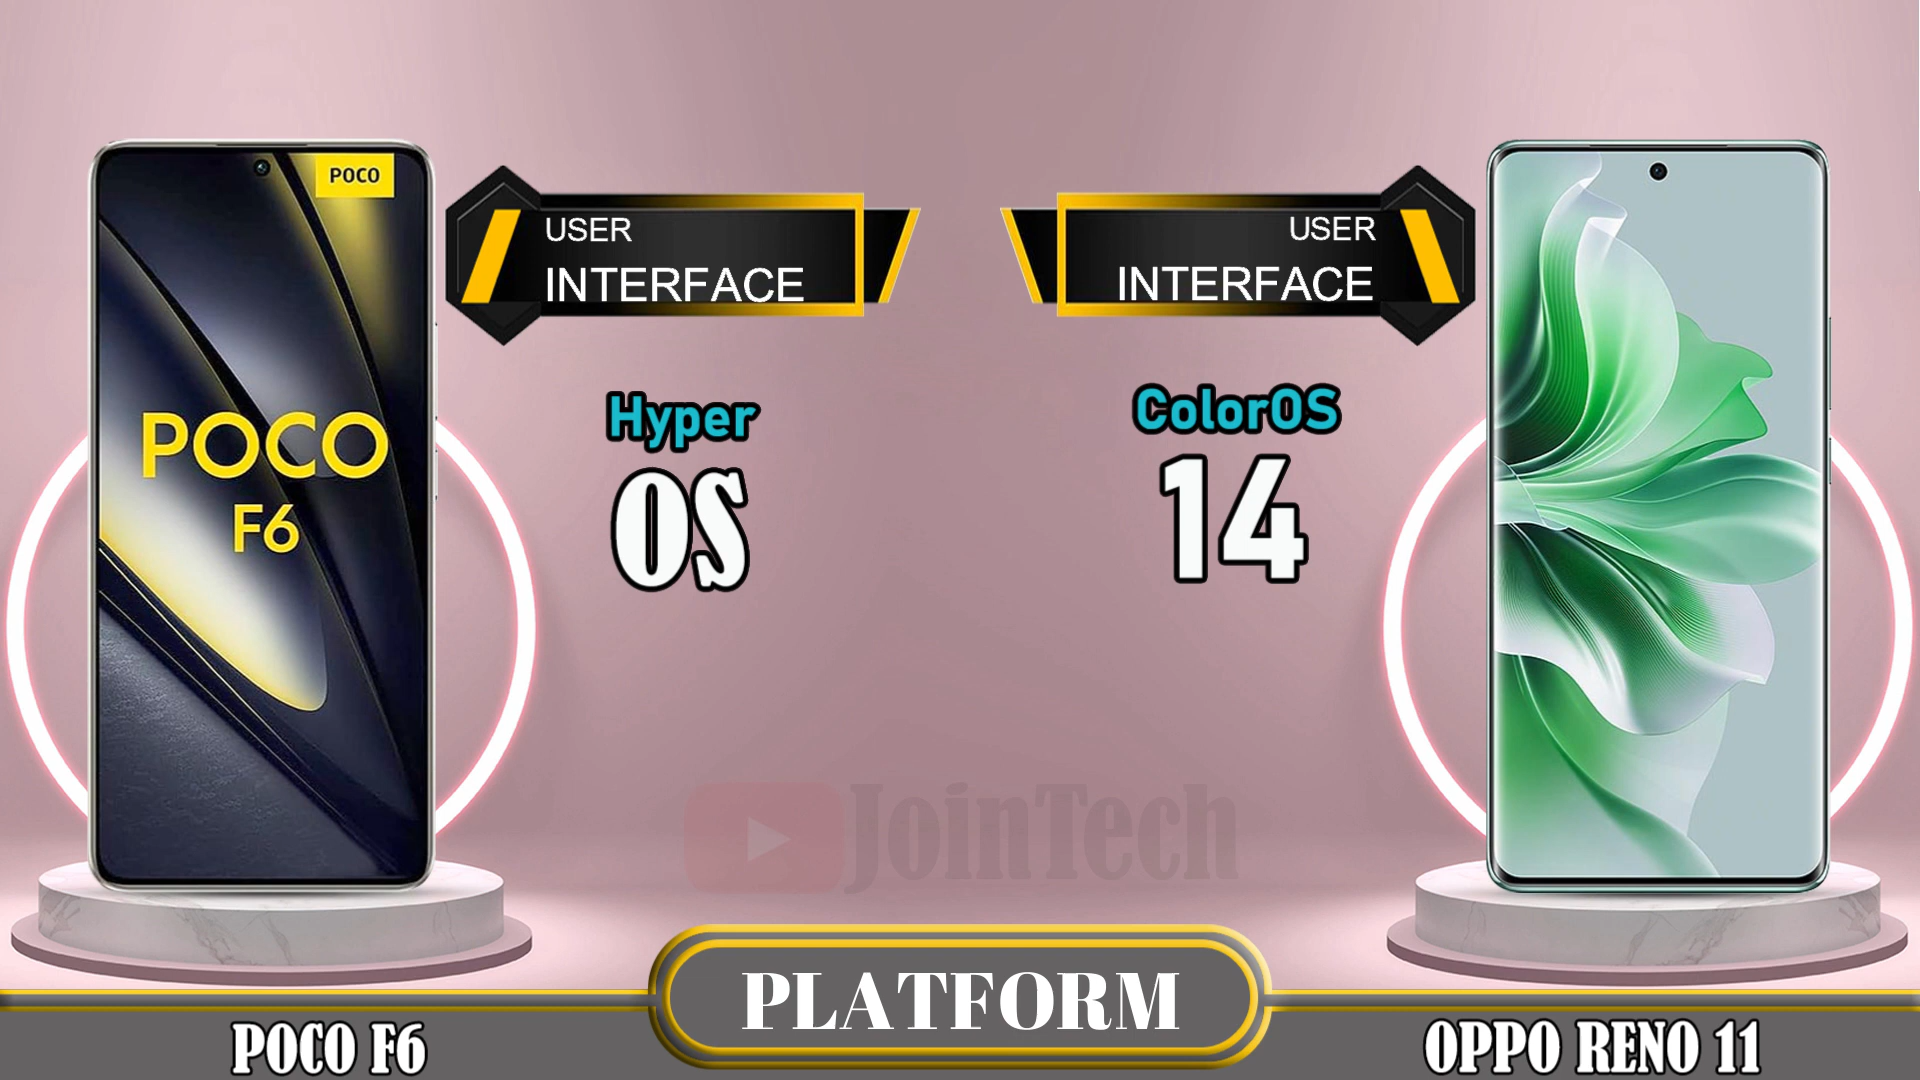 POCO
POCO
F6
USER
INTERFACE
Hyper
OS
USER
INTERFACE
ColorOS
14
JoinTech
PLATFORM
POCO F6
OPPO RENO 11